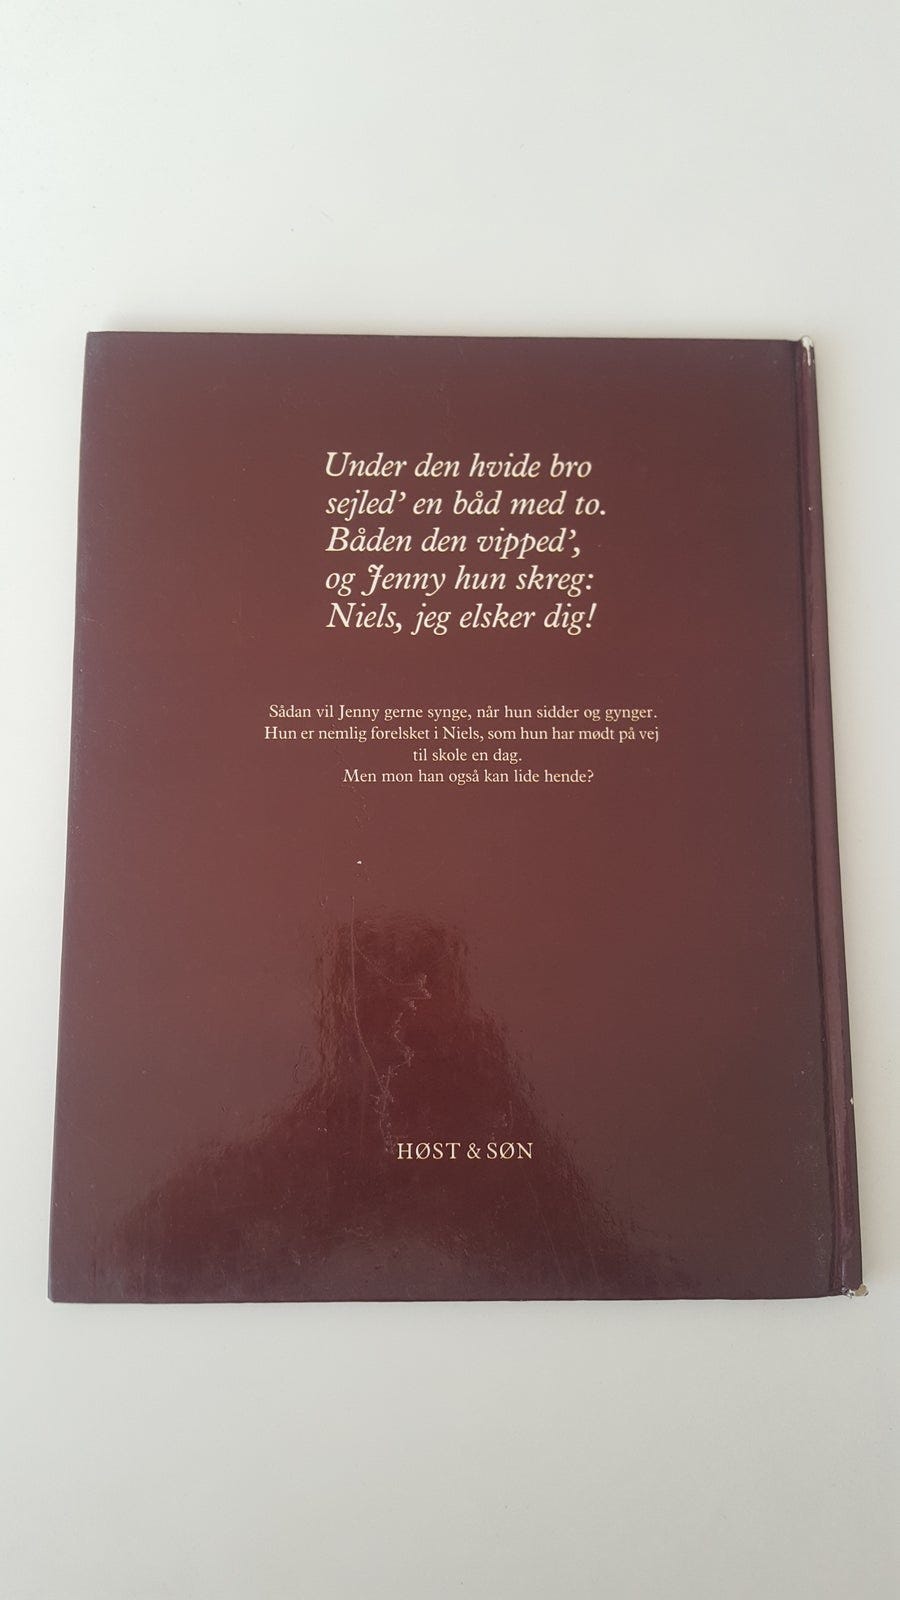 Under den hvide bro
sejled’ en båd med to.
Båden den vipped’,
og Jenny hun skreg:
Niels, jeg elsker dig!
Sådan vil Jenny gerne synge, når hun sidder og gynger.
Hun er nemlig forelsket i Niels, som hun har mødt på vej
til skole en dag.
Men mon han også kan lide hende?
HØST & SØN